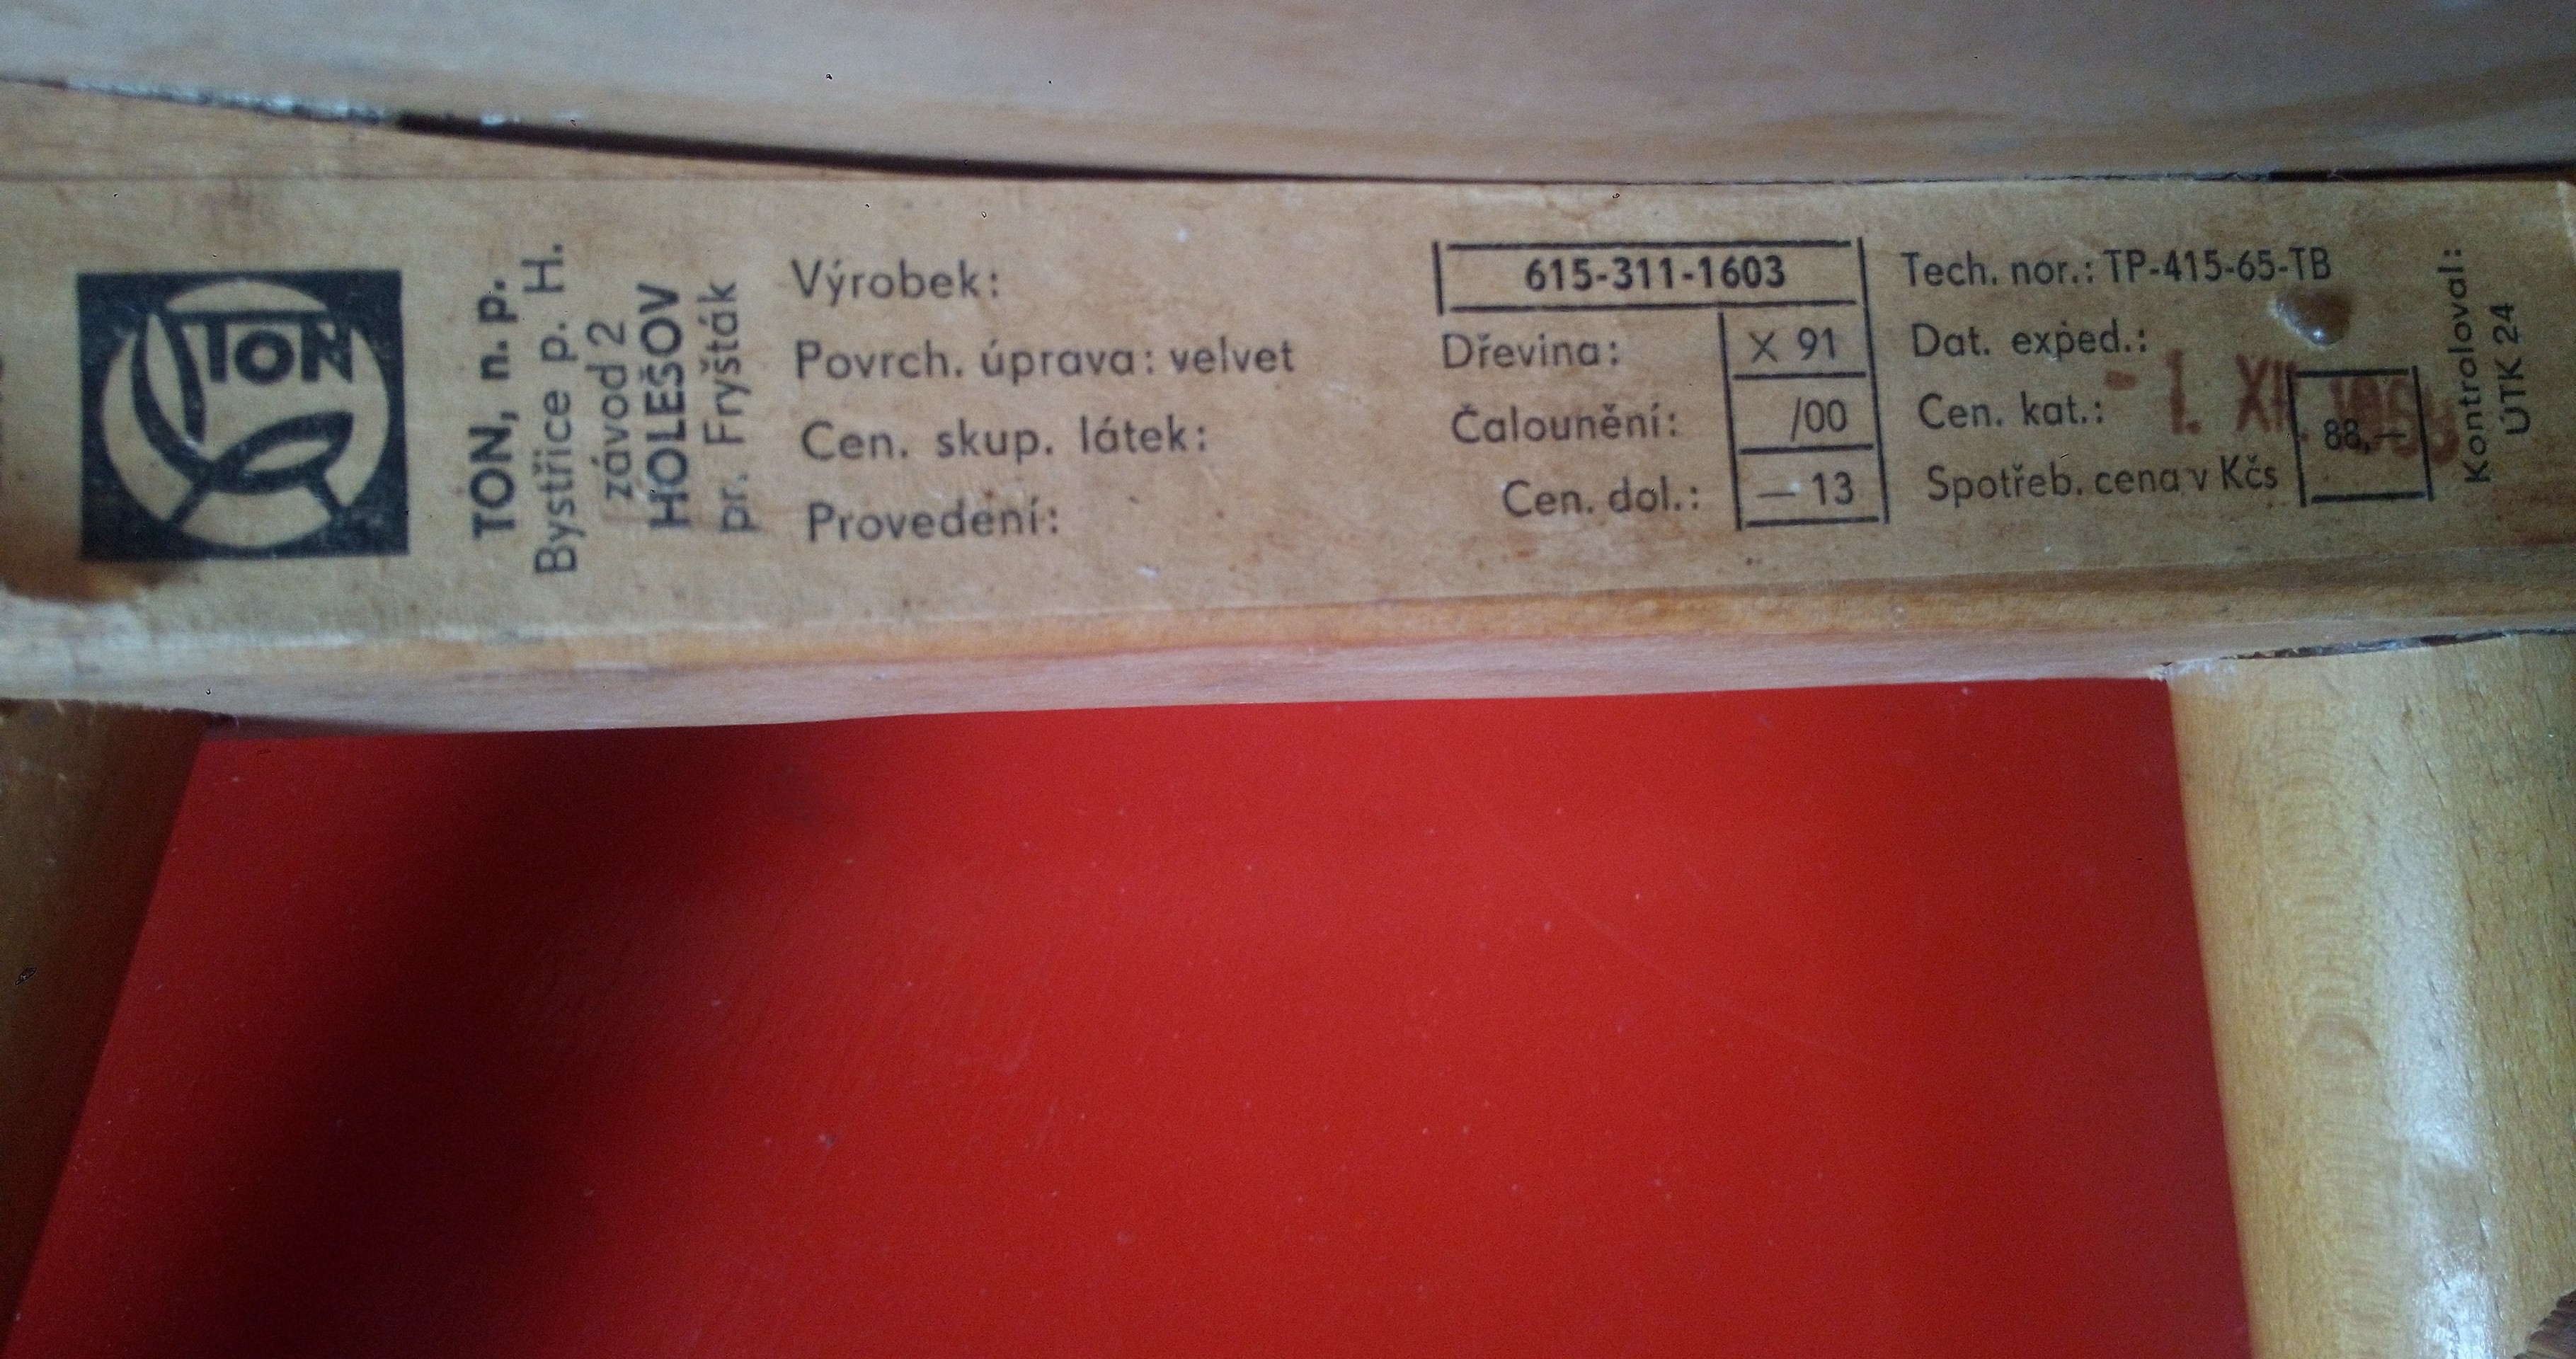 TON
TON, n. p.
Bystřice p. H.
závod 2
HOLEŠOV
pr. Fryšták
Výrobek:
Povrch. úprava: velvet
Cen. skup. látek:
Provedení:
615-311-1603
Dřevina: X 91
Čalounění: /00
Cen. dol.: — 13
Tech. nor.: TP-415-65-TB
Dat. exped.:
- 1. XII.
Cen. kat.:
Spotřeb. cena v Kčs 88,—
Kontroloval:
ÚTK 24